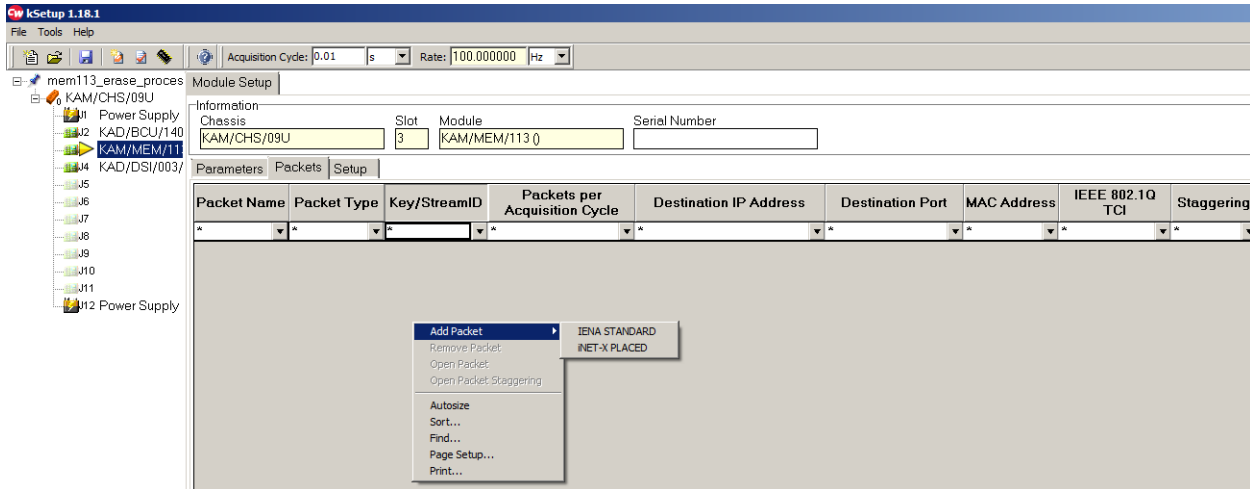 kSetup 1.18.1
File Tools Help
Acquisition Cycle: 0.01 s Rate: 100.000000 Hz
mem113_erase_proces
KAM/CHS/09U
J1 Power Supply
J2 KAD/BCU/140
KAM/MEM/11
J4 KAD/DSI/003/
J5
J6
J7
J8
J9
J10
J11
J12 Power Supply
Module Setup
Information
Chassis Slot Module Serial Number
KAM/CHS/09U 3 KAM/MEM/113 ()
Parameters Packets Setup
Packet Name Packet Type Key/StreamID Packets per Acquisition Cycle Destination IP Address Destination Port MAC Address IEEE 802.1Q TCI Staggering
* * * * * * * * *
Add Packet
IENA STANDARD
iNET-X PLACED
Remove Packet
Open Packet
Open Packet Staggering
Autosize
Sort...
Find...
Page Setup...
Print...